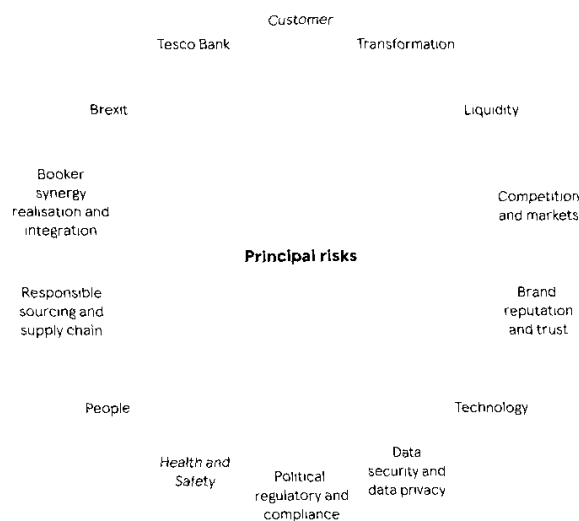 Customer
Tesco Bank
Transformation
Brexit
Liquidity
Booker
synergy
realisation and
integration
Competition
and markets
Principal risks
Responsible
sourcing and
supply chain
Brand
reputation
and trust
People
Technology
Health and
Safety
Political
regulatory and
compliance
Data
security and
data privacy